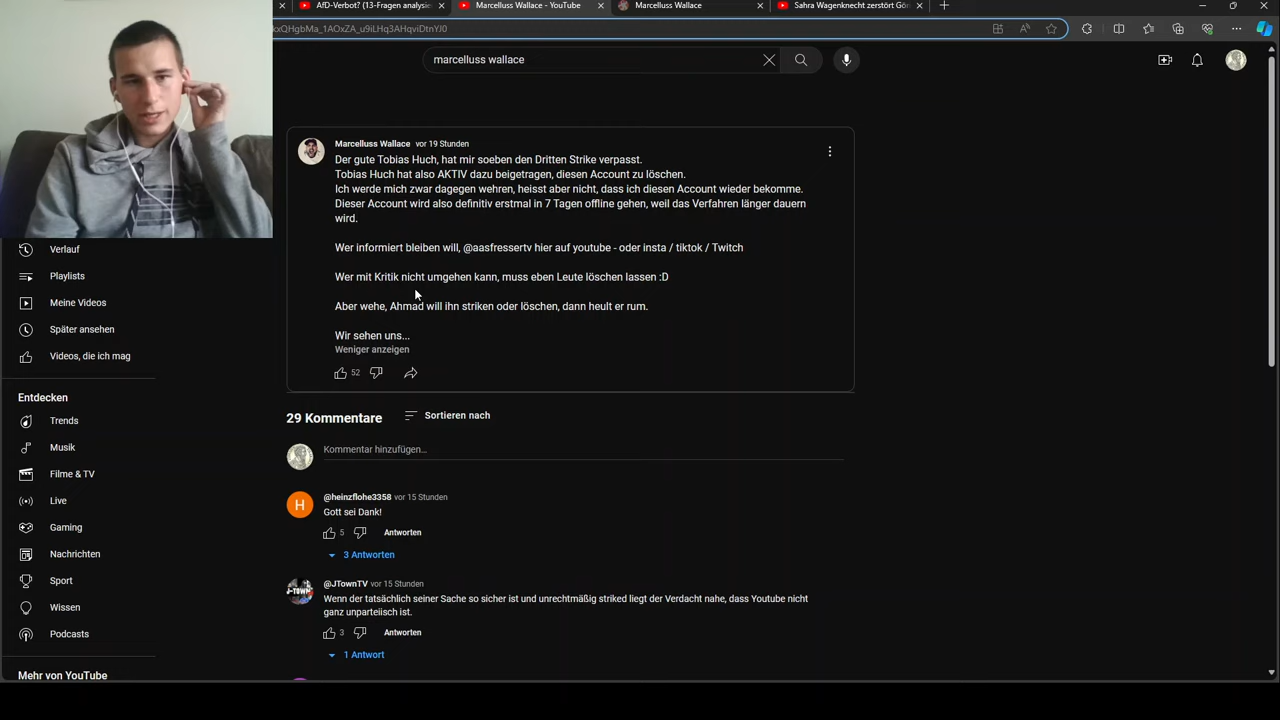 AfD-Verbot? (13-Fragen analysie
Marcelluss Wallace - YouTube
Marcelluss Wallace
Sahra Wagenknecht zerstört Gör
marcelluss wallace
Verlauf
Playlists
Meine Videos
Später ansehen
Videos, die ich mag
Entdecken
Trends
Musik
Filme & TV
Live
Gaming
Nachrichten
Sport
Wissen
Podcasts
Mehr von YouTube
Marcelluss Wallace vor 19 Stunden
Der gute Tobias Huch, hat mir soeben den Dritten Strike verpasst.
Tobias Huch hat also AKTIV dazu beigetragen, diesen Account zu löschen.
Ich werde mich zwar dagegen wehren, heisst aber nicht, dass ich diesen Account wieder bekomme.
Dieser Account wird also definitiv erstmal in 7 Tagen offline gehen, weil das Verfahren länger dauern
wird.
Wer informiert bleiben will, @aasfressertv hier auf youtube - oder insta / tiktok / Twitch
Wer mit Kritik nicht umgehen kann, muss eben Leute löschen lassen :D
Aber wehe, Ahmad will ihn striken oder löschen, dann heult er rum.
Wir sehen uns...
Weniger anzeigen
52
29 Kommentare
Sortieren nach
Kommentar hinzufügen...
H
@heinzflohe3358 vor 15 Stunden
Gott sei Dank!
5 Antworten
3 Antworten
J-TOWN
@JTownTV vor 15 Stunden
Wenn der tatsächlich seiner Sache so sicher ist und unrechtmäßig striked liegt der Verdacht nahe, dass Youtube nicht
ganz unparteiisch ist.
3 Antworten
1 Antwort